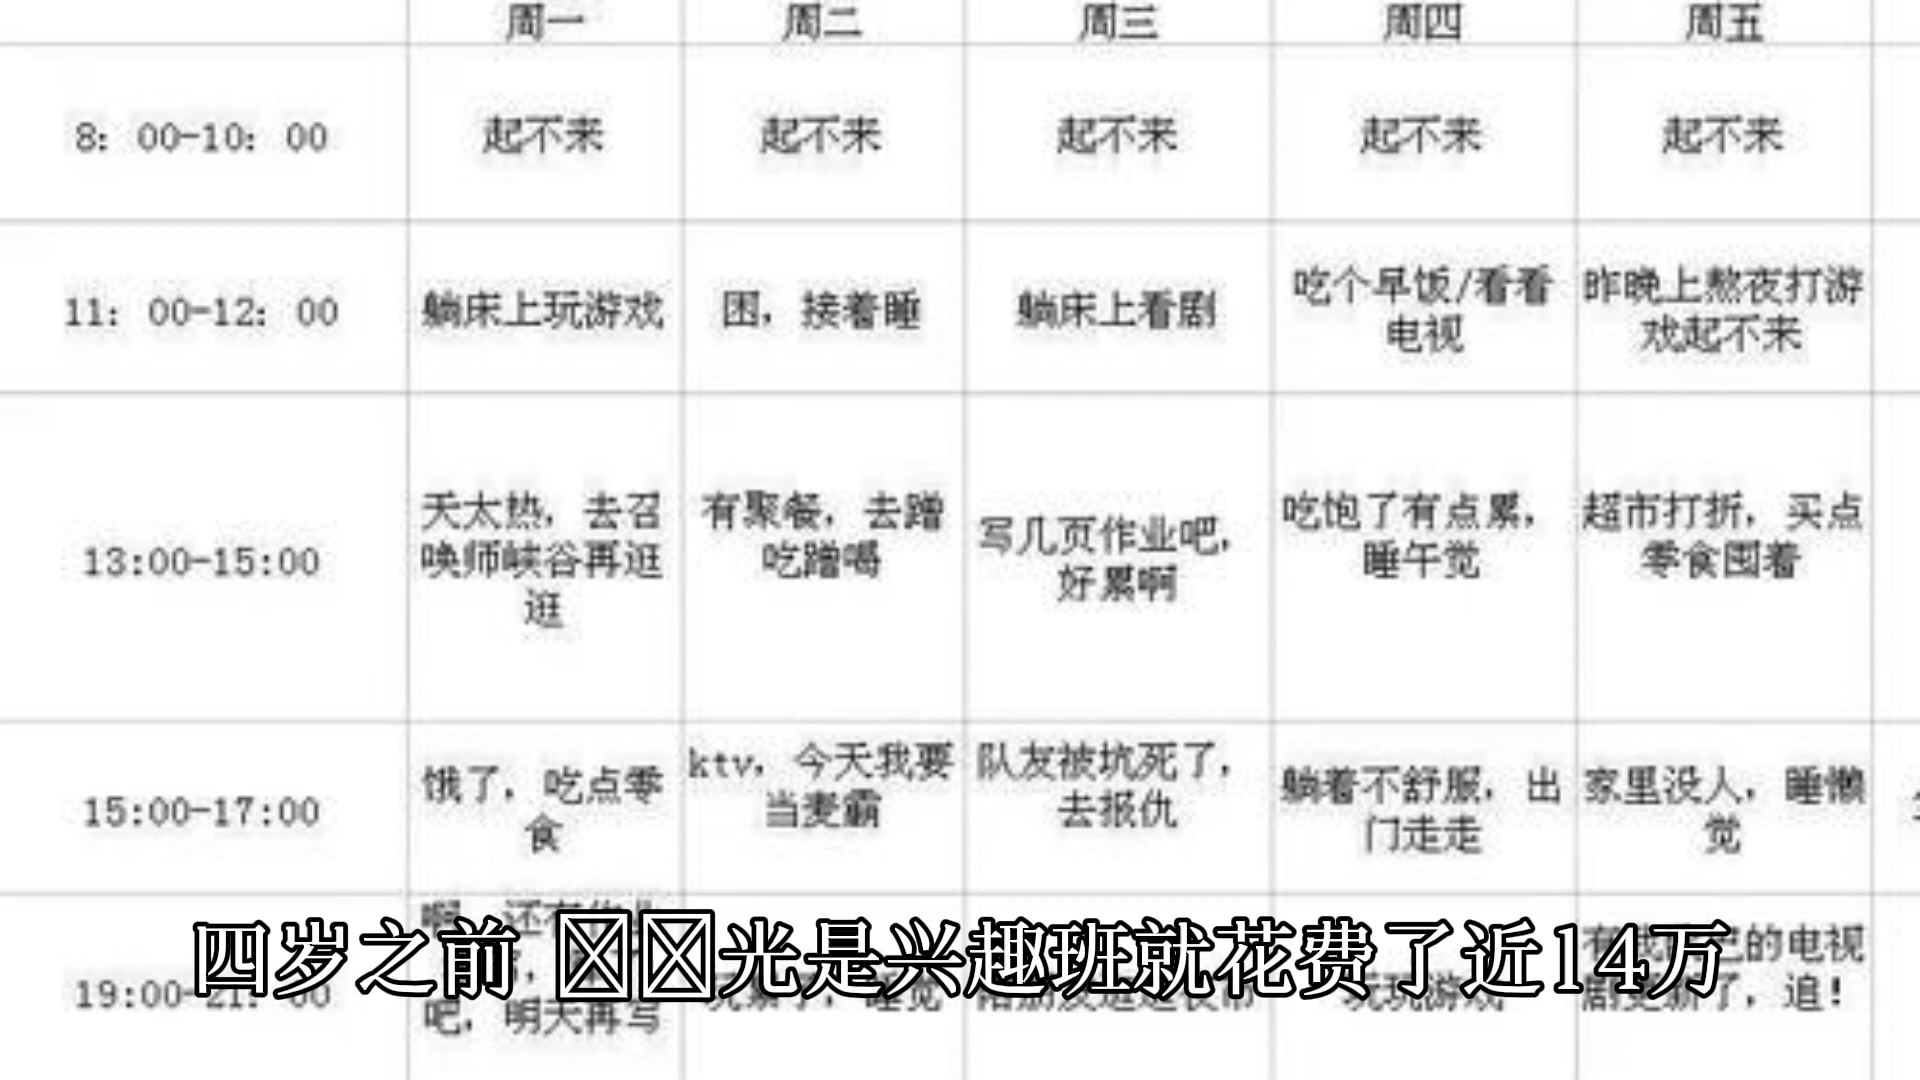 周一 周二 周三 周四 周五
8：00-10：00 起不来 起不来 起不来 起不来 起不来
11：00-12：00 躺床上玩游戏 困，接着睡 躺床上看剧 吃个早饭/看看
电视 昨晚上熬夜打游
戏起不来
13:00-15:00 天太热，去召
唤师峡谷再逛
逛 有聚餐，去蹭
吃蹭喝 写几页作业吧，
好累啊 吃饱了有点累，
睡午觉 超市打折，买点
零食囤着
15:00-17:00 饿了，吃点零
食 ktv，今天我要
当麦霸 队友被坑死了，
去报仇 躺着不舒服，出
门走走 家里没人，睡懒
觉
19:00-21:00
吧，明天再写 玩玩游戏 的电视
了，追！
四岁之前 光是兴趣班就花费了近14万